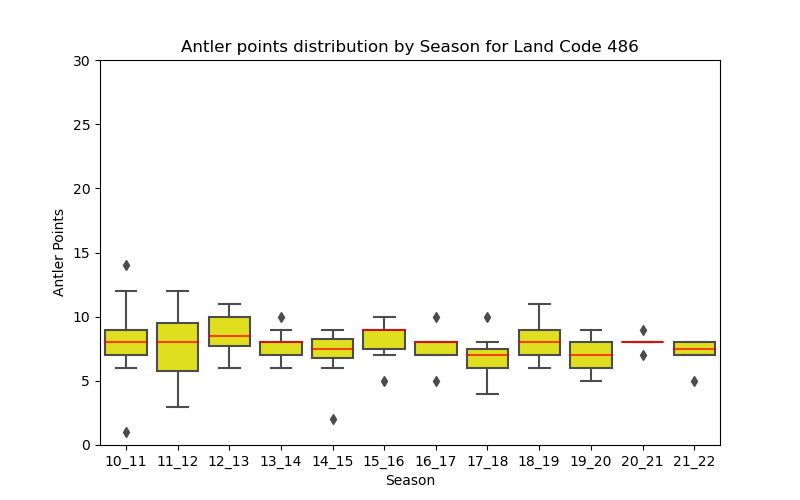 Antler points distribution by Season for Land Code 486
30
25
20
15
10
5
0
Antler Points
10_11 11_12 12_13 13_14 14_15 15_16 16_17 17_18 18_19 19_20 20_21 21_22
Season